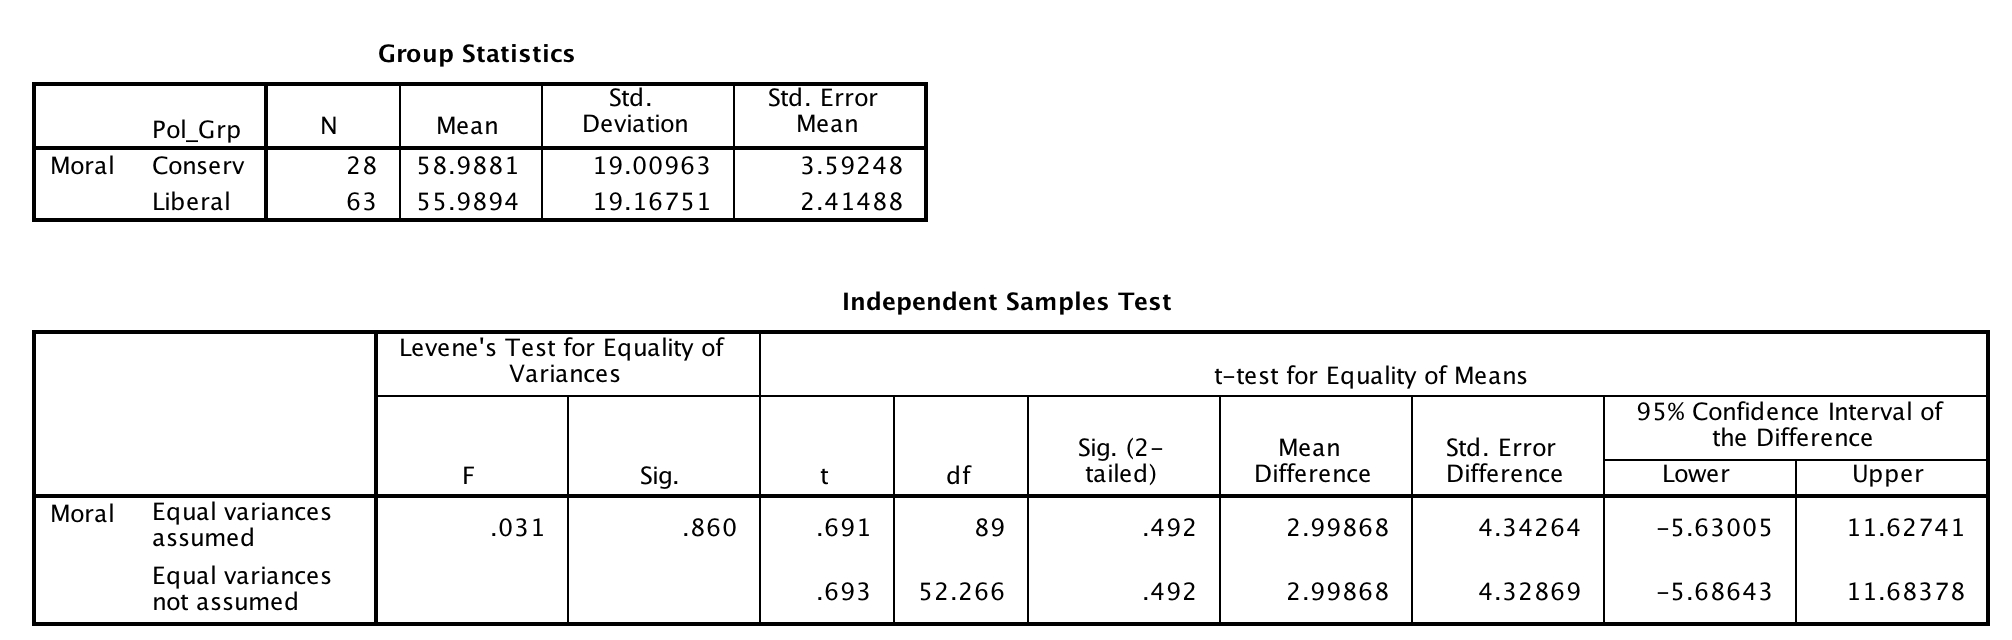 Group Statistics
Pol_Grp N Mean Std. Deviation Std. Error Mean
Moral Conserv 28 58.9881 19.00963 3.59248
Liberal 63 55.9894 19.16751 2.41488
Independent Samples Test
Levene's Test for Equality of Variances t-test for Equality of Means
95% Confidence Interval of the Difference
F Sig. t df Sig. (2-tailed) Mean Difference Std. Error Difference Lower Upper
Moral Equal variances assumed .031 .860 .691 89 .492 2.99868 4.34264 -5.63005 11.62741
Equal variances not assumed .693 52.266 .492 2.99868 4.32869 -5.68643 11.68378